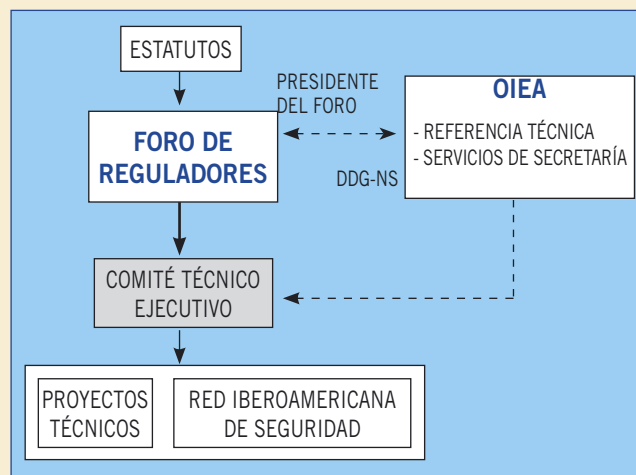 ESTATUTOS
PRESIDENTE
DEL FORO
FORO DE
REGULADORES
OIEA
- REFERENCIA TÉCNICA
- SERVICIOS DE SECRETARÍA
DDG-NS
COMITÉ TÉCNICO
EJECUTIVO
PROYECTOS
TÉCNICOS
RED IBEROAMERICANA
DE SEGURIDAD